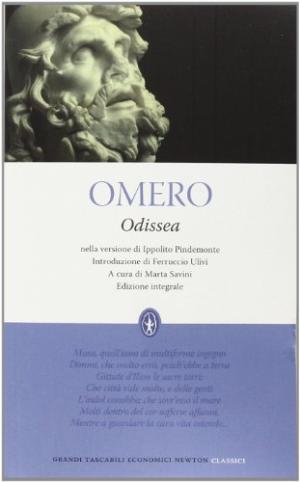 OMERO
Odissea
nella versione di Ippolito Pindemonte
Introduzione di Ferruccio Ulivi
A cura di Marta Savini
Edizione integrale
Musa, quell'uom di multiforme ingegno
Dimmi, che molto errò, poich'ebbe a terra
Gittate d'Ilion le sacre torri:
Che città vide molte, e delle genti
L'indol conobbe; che sovr'esso il mare
Molti dentro del cor sofferse affanni,
Mentre a guardare la cara vita intende...
GRANDI TASCABILI ECONOMICI NEWTON CLASSICI